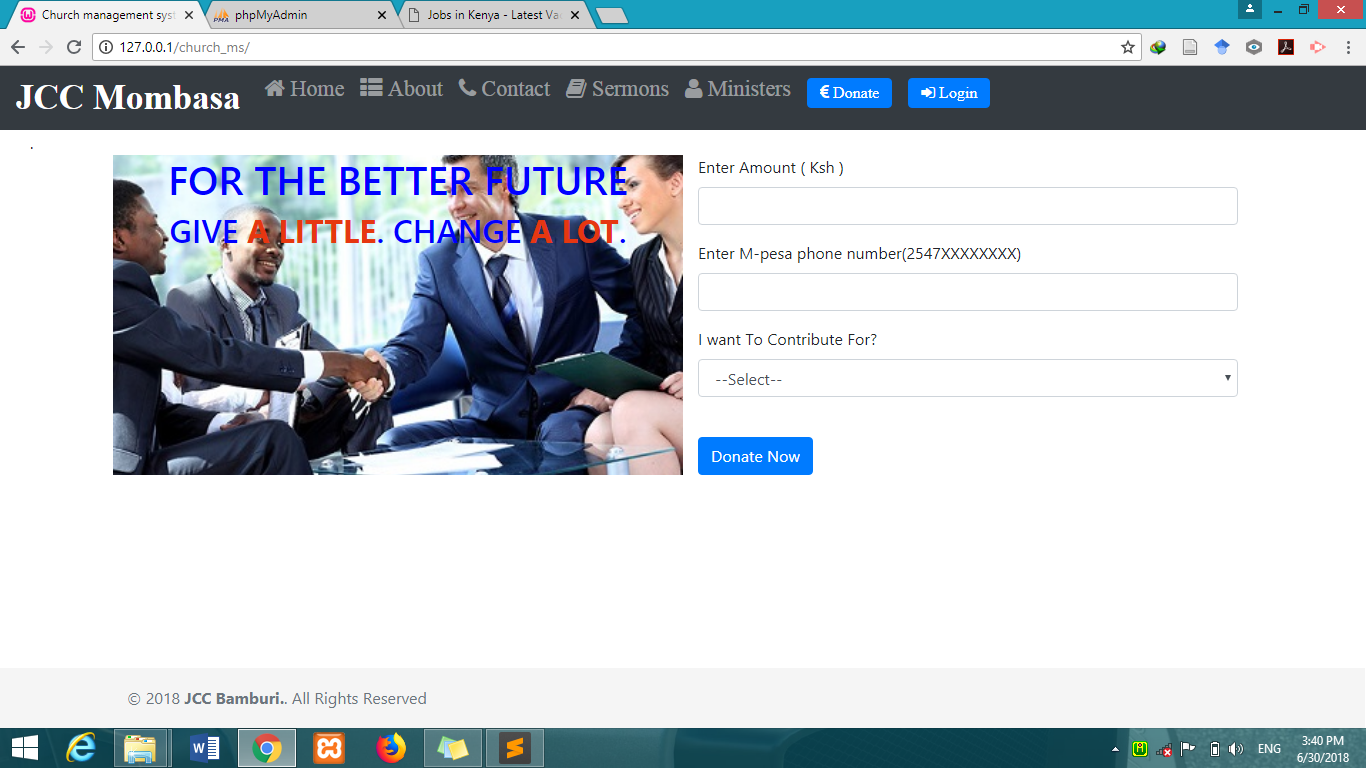 Church management syst
phpMyAdmin
Jobs in Kenya - Latest Vac
127.0.0.1/church_ms/
JCC Mombasa
Home
About
Contact
Sermons
Ministers
€ Donate
Login
.
FOR THE BETTER FUTURE
GIVE A LITTLE. CHANGE A LOT.
Enter Amount ( Ksh )
Enter M-pesa phone number(2547XXXXXXXX)
I want To Contribute For?
--Select--
Donate Now
© 2018 JCC Bamburi.. All Rights Reserved
ENG
3:40 PM
6/30/2018